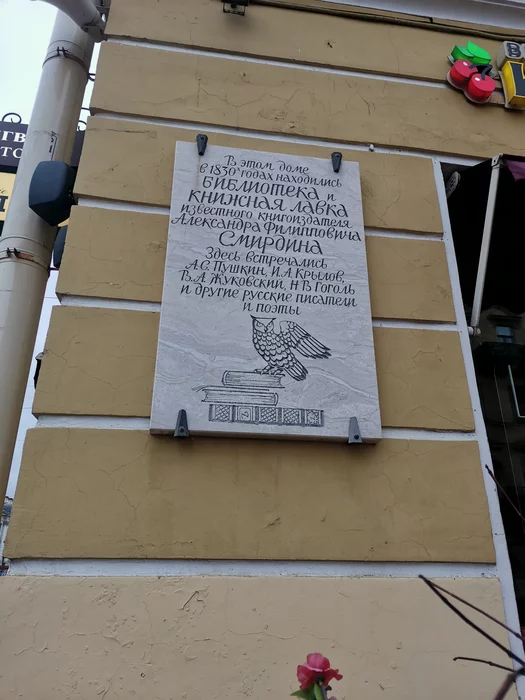 В этом доме
в 1830х годах находились
библиотека и
книжная лавка
известного книгоиздателя
Александра Филипповича
Смирдина
Здесь встречались
А.С. Пушкин, И.А. Крылов,
В.А. Жуковский, Н.В. Гоголь
и другие русские писатели
и поэты